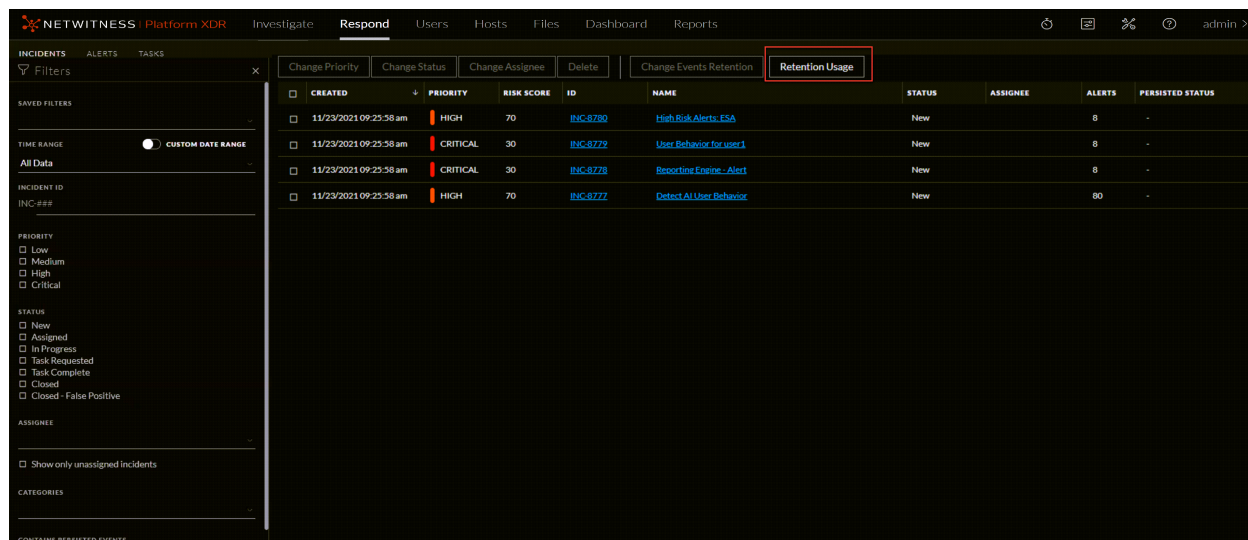 NETWITNESS | Platform XDR Investigate Respond Users Hosts Files Dashboard Reports admin >
INCIDENTS ALERTS TASKS
Filters ×
Change Priority Change Status Change Assignee Delete Change Events Retention Retention Usage
CREATED ↓ PRIORITY RISK SCORE ID NAME STATUS ASSIGNEE ALERTS PERSISTED STATUS
11/23/2021 09:25:58 am HIGH 70 INC-8780 High Risk Alerts: ESA New 8 -
11/23/2021 09:25:58 am CRITICAL 30 INC-8779 User Behavior for user1 New 8 -
11/23/2021 09:25:58 am CRITICAL 30 INC-8778 Reporting Engine - Alert New 8 -
11/23/2021 09:25:58 am HIGH 70 INC-8777 Detect AI User Behavior New 80 -
SAVED FILTERS
TIME RANGE CUSTOM DATE RANGE
All Data
INCIDENT ID
INC-###
PRIORITY
Low
Medium
High
Critical
STATUS
New
Assigned
In Progress
Task Requested
Task Complete
Closed
Closed - False Positive
ASSIGNEE
Show only unassigned incidents
CATEGORIES
CONTAINS PERSISTED EVENTS